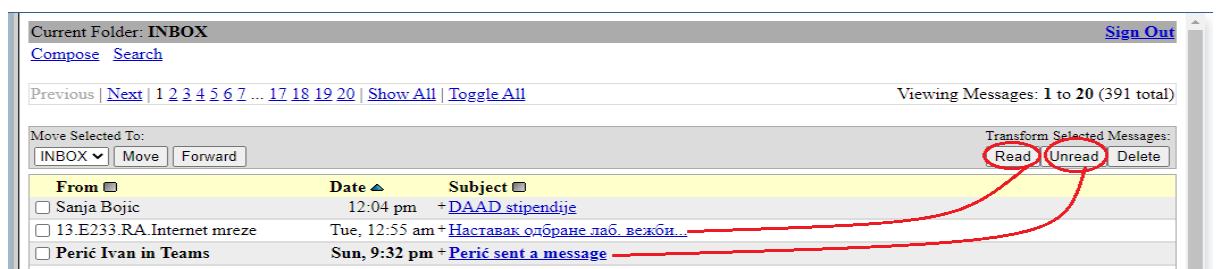 Current Folder: INBOX Sign Out
Compose Search
Previous | Next | 1 2 3 4 5 6 7 ... 17 18 19 20 | Show All | Toggle All Viewing Messages: 1 to 20 (391 total)
Move Selected To: Transform Selected Messages:
INBOX Move Forward Read Unread Delete
From Date Subject
Sanja Bojic 12:04 pm +DAAD stipendije
13.E233.RA.Internet mreze Tue, 12:55 am +Наставак одбране лаб. вежби...
Perić Ivan in Teams Sun, 9:32 pm +Perić sent a message